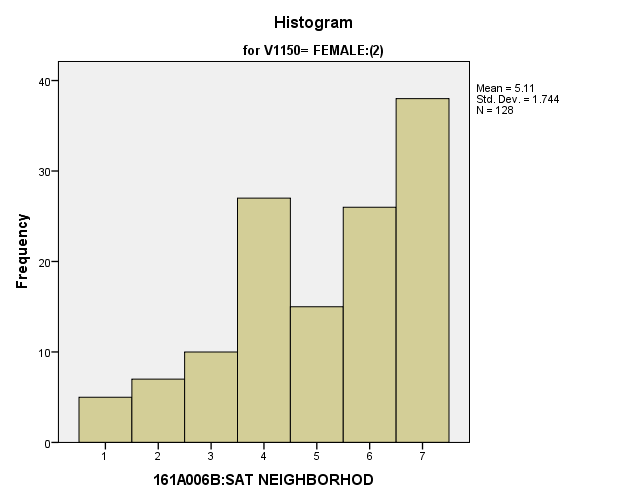 Histogram
for V1150= FEMALE:(2)
Mean = 5.11
Std. Dev. = 1.744
N = 128
Frequency
40
30
20
10
0
1 2 3 4 5 6 7
161A006B:SAT NEIGHBORHOD